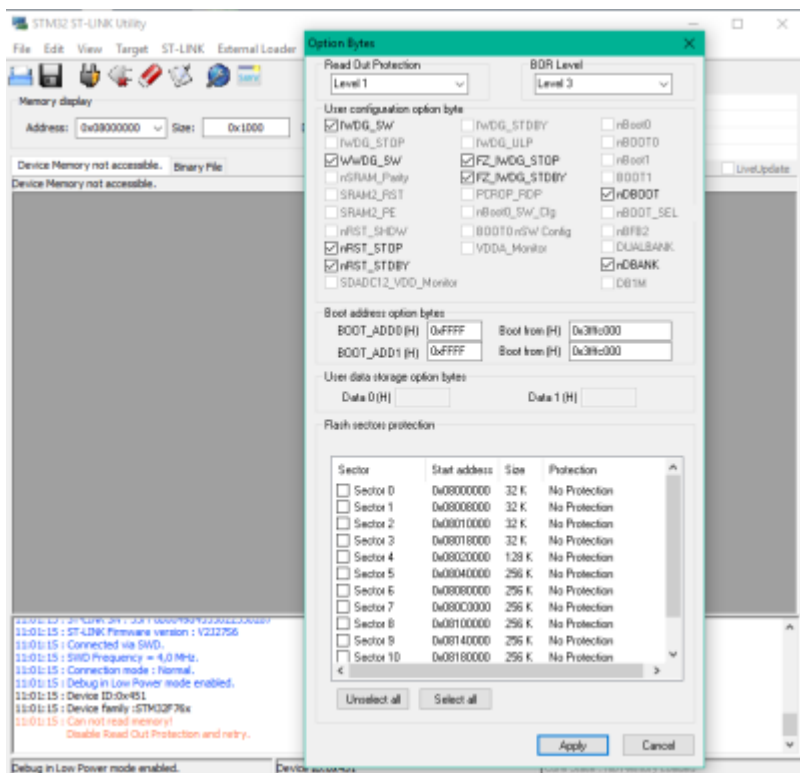 STM32 ST-LINK Utility
File Edit View Target ST-LINK External Loader
Memory display
Address: 0x08000000 Size: 0x1000
Device Memory not accessible. Binary File
LiveUpdate
Device Memory not accessible.
Option Bytes
Read Out Protection BOR Level
Level 1 Level 3
User configuration option byte
IWDG_SW IWDG_STDBY nBoot0
IWDG_STOP IWDG_ULP nBOOT0
WWDG_SW FZ_IWDG_STOP nBoot1
nSRAM_Parity FZ_IWDG_STDBY BOOT1
SRAM2_RST PCROP_RDP nDBOOT
SRAM2_PE nBoot0_SW_Cfg nBOOT_SEL
nRST_SHDW BOOT0nSW Config nBFB2
nRST_STOP VDDA_Monitor DUALBANK
nRST_STDBY nDBANK
SDADC12_VDD_Monitor DB1M
Boot address option bytes
BOOT_ADD0 (H) 0xFFFF Boot from (H) 0x3fffc000
BOOT_ADD1 (H) 0xFFFF Boot from (H) 0x3fffc000
User data storage option bytes
Data 0 (H) Data 1 (H)
Flash sectors protection
Sector Start address Size Protection
Sector 0 0x08000000 32 K No Protection
Sector 1 0x08008000 32 K No Protection
Sector 2 0x08010000 32 K No Protection
Sector 3 0x08018000 32 K No Protection
Sector 4 0x08020000 128 K No Protection
Sector 5 0x08040000 256 K No Protection
Sector 6 0x08080000 256 K No Protection
Sector 7 0x080C0000 256 K No Protection
Sector 8 0x08100000 256 K No Protection
Sector 9 0x08140000 256 K No Protection
Sector 10 0x08180000 256 K No Protection
Unselect all Select all
Apply Cancel
11:01:15 : ST-LINK SN :
11:01:15 : ST-LINK Firmware version : V2J27S6
11:01:15 : Connected via SWD.
11:01:15 : SWD Frequency = 4,0 MHz.
11:01:15 : Connection mode : Normal.
11:01:15 : Debug in Low Power mode enabled.
11:01:15 : Device ID:0x451
11:01:15 : Device family :STM32F76x
11:01:15 : Can not read memory!
Disable Read Out Protection and retry.
Debug in Low Power mode enabled. Device ID:0x451